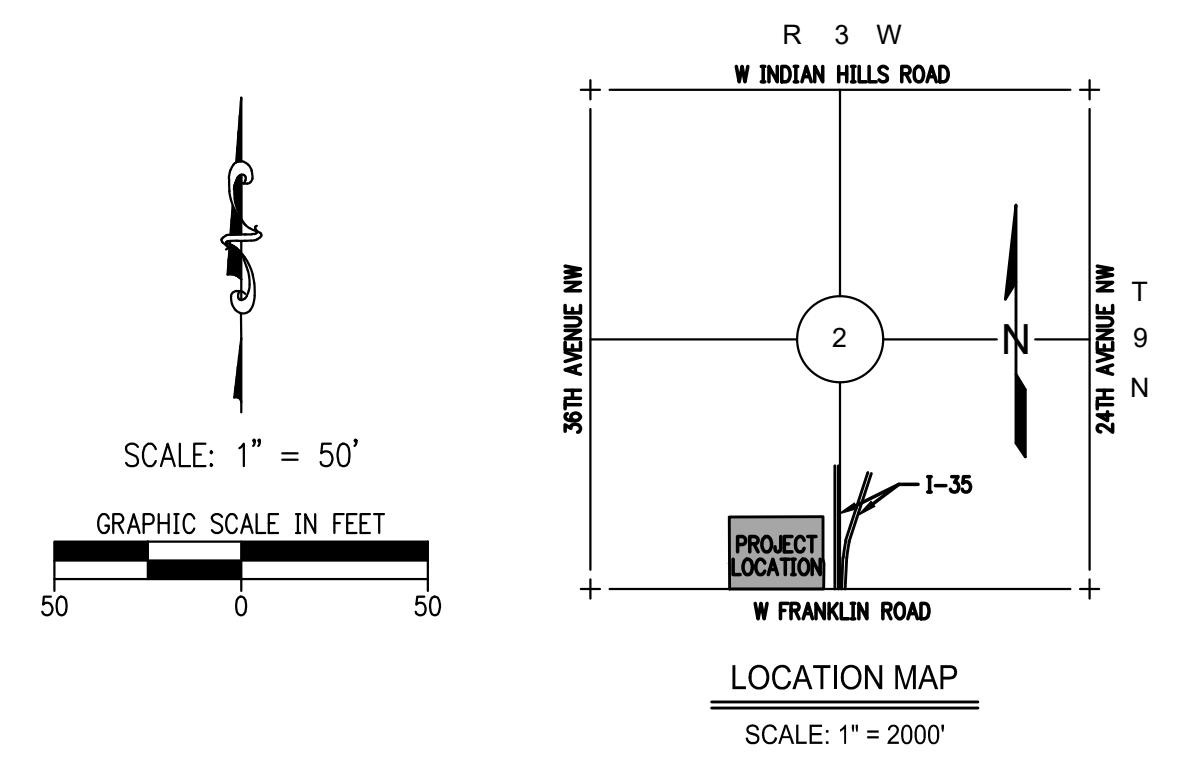 SCALE: 1" = 50'
GRAPHIC SCALE IN FEET
50 0 50
R 3 W
W INDIAN HILLS ROAD
36TH AVENUE NW
2
N
24TH AVENUE NW
T
9
N
I-35
PROJECT
LOCATION
W FRANKLIN ROAD
LOCATION MAP
SCALE: 1" = 2000'